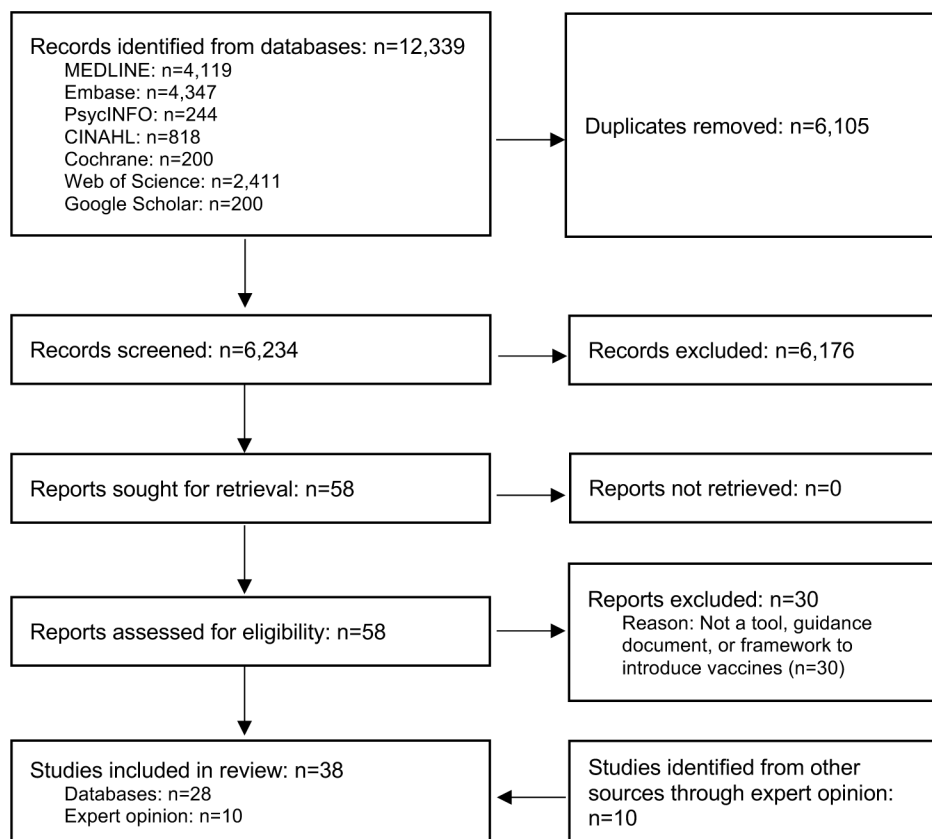 Records identified from databases: n=12,339
MEDLINE: n=4,119
Embase: n=4,347
PsycINFO: n=244
CINAHL: n=818
Cochrane: n=200
Web of Science: n=2,411
Google Scholar: n=200
Duplicates removed: n=6,105
Records screened: n=6,234
Records excluded: n=6,176
Reports sought for retrieval: n=58
Reports not retrieved: n=0
Reports assessed for eligibility: n=58
Reports excluded: n=30
Reason: Not a tool, guidance
document, or framework to
introduce vaccines (n=30)
Studies included in review: n=38
Databases: n=28
Expert opinion: n=10
Studies identified from other
sources through expert opinion:
n=10